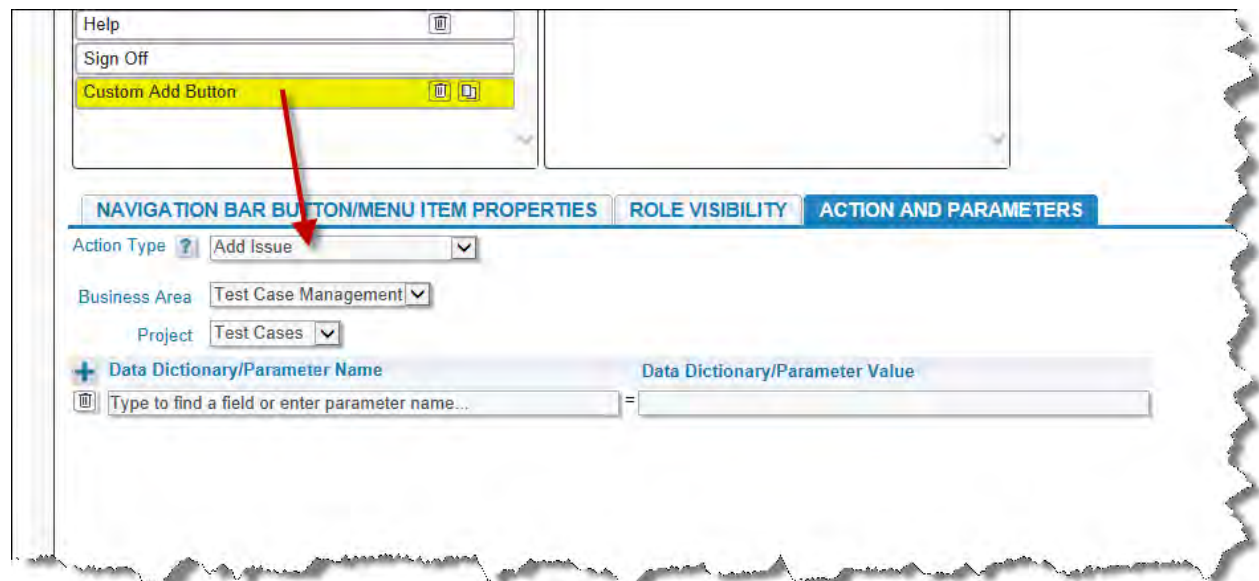 Help
Sign Off
Custom Add Button
NAVIGATION BAR BUTTON/MENU ITEM PROPERTIES ROLE VISIBILITY ACTION AND PARAMETERS
Action Type ? Add Issue
Business Area Test Case Management
Project Test Cases
Data Dictionary/Parameter Name Data Dictionary/Parameter Value
Type to find a field or enter parameter name... =